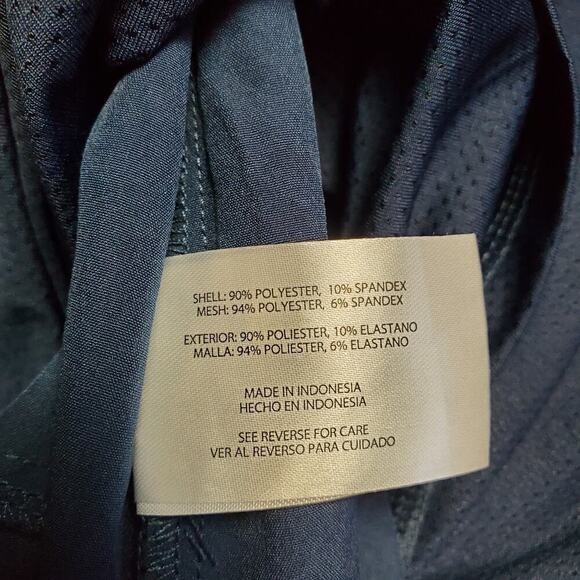 SHELL: 90% POLYESTER, 10% SPANDEX
MESH: 94% POLYESTER, 6% SPANDEX
EXTERIOR: 90% POLIESTER, 10% ELASTANO
MALLA: 94% POLIESTER, 6% ELASTANO
MADE IN INDONESIA
HECHO EN INDONESIA
SEE REVERSE FOR CARE
VER AL REVERSO PARA CUIDADO